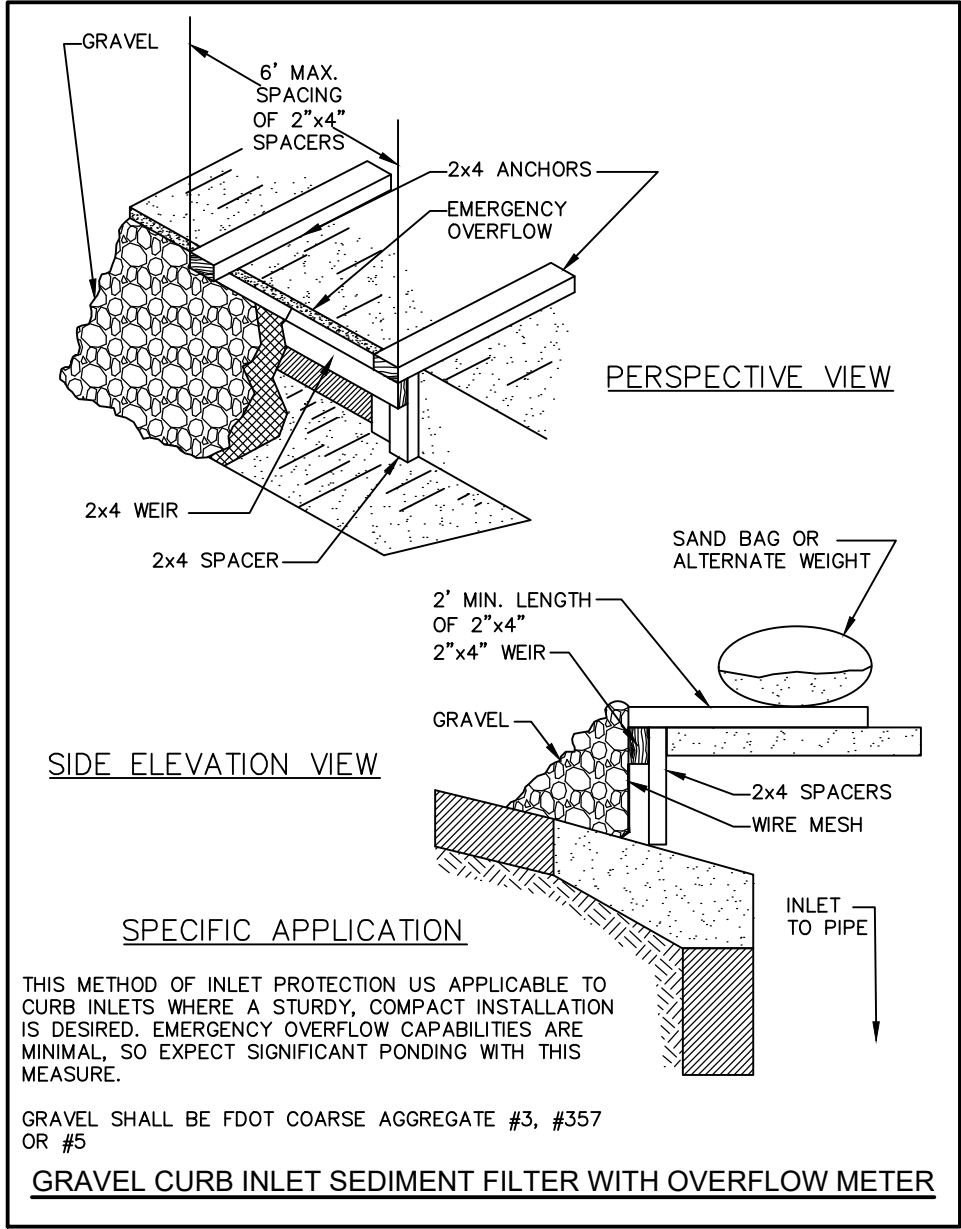 GRAVEL
6' MAX.
SPACING
OF 2"x4"
SPACERS
2x4 ANCHORS
EMERGENCY
OVERFLOW
PERSPECTIVE VIEW
2x4 WEIR
2x4 SPACER
SAND BAG OR
ALTERNATE WEIGHT
2' MIN. LENGTH
OF 2"x4"
2"x4" WEIR
GRAVEL
SIDE ELEVATION VIEW
2x4 SPACERS
WIRE MESH
INLET
TO PIPE
SPECIFIC APPLICATION
THIS METHOD OF INLET PROTECTION US APPLICABLE TO
CURB INLETS WHERE A STURDY, COMPACT INSTALLATION
IS DESIRED. EMERGENCY OVERFLOW CAPABILITIES ARE
MINIMAL, SO EXPECT SIGNIFICANT PONDING WITH THIS
MEASURE.
GRAVEL SHALL BE FDOT COARSE AGGREGATE #3, #357
OR #5
GRAVEL CURB INLET SEDIMENT FILTER WITH OVERFLOW METER